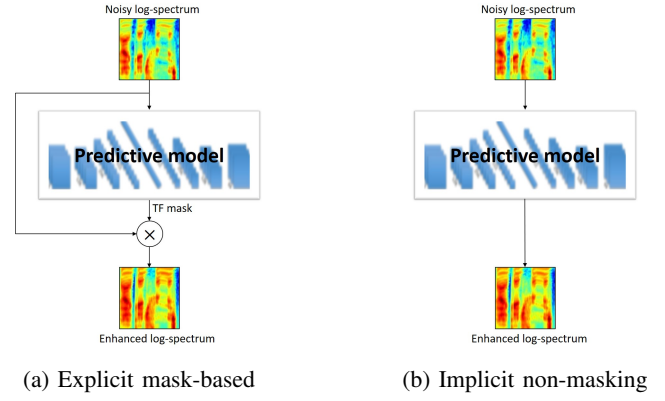 Noisy log-spectrum
Predictive model
TF mask
×
Enhanced log-spectrum
(a) Explicit mask-based
Noisy log-spectrum
Predictive model
Enhanced log-spectrum
(b) Implicit non-masking